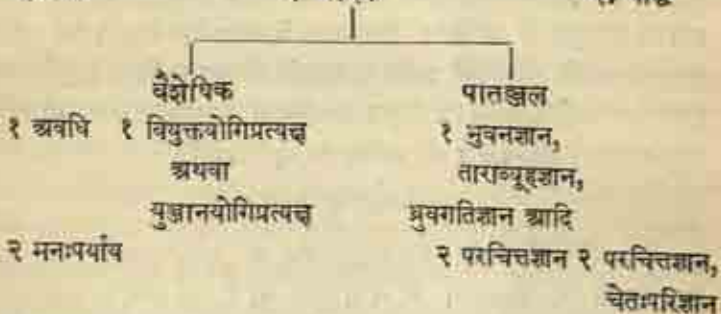 वैशेषिक पातञ्जल
१ अवधि १ वियुक्तयोगिप्रत्यक्ष १ भुवनज्ञान,
अथवा ताराव्यूहज्ञान,
युञ्जानयोगिप्रत्यक्ष ध्रुवगतिज्ञान आदि
२ मनःपर्याय २ परचित्तज्ञान २ परचित्तज्ञान,
चेतःपरिज्ञान